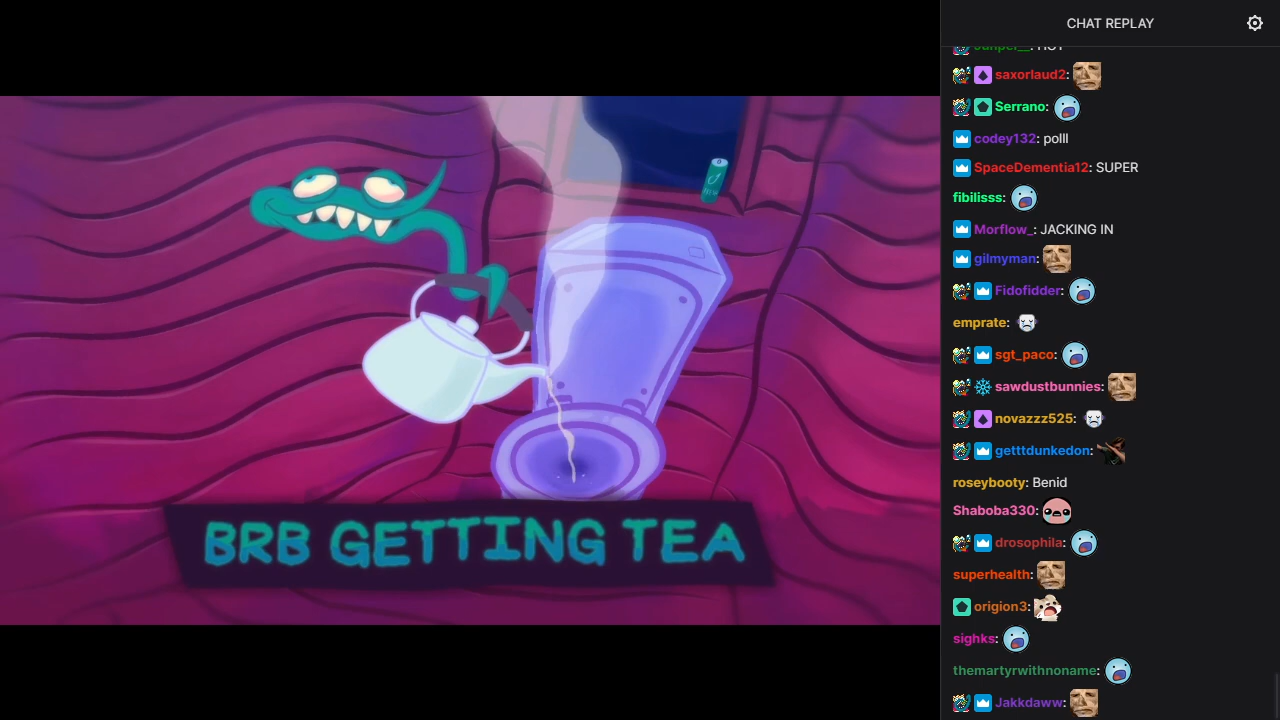 BRB GETTING TEA
CHAT REPLAY
saxorlaud2:
Serrano:
codey132: polll
SpaceDementia12: SUPER
fibilisss:
Morflow_: JACKING IN
gilmyman:
Fidofidder:
emprate:
sgt_paco:
sawdustbunnies:
novazzz525:
getttdunkedon:
roseybooty: Benid
Shaboba330:
drosophila:
superhealth:
origion3:
sighks:
themartyrwithnoname:
Jakkdaww: